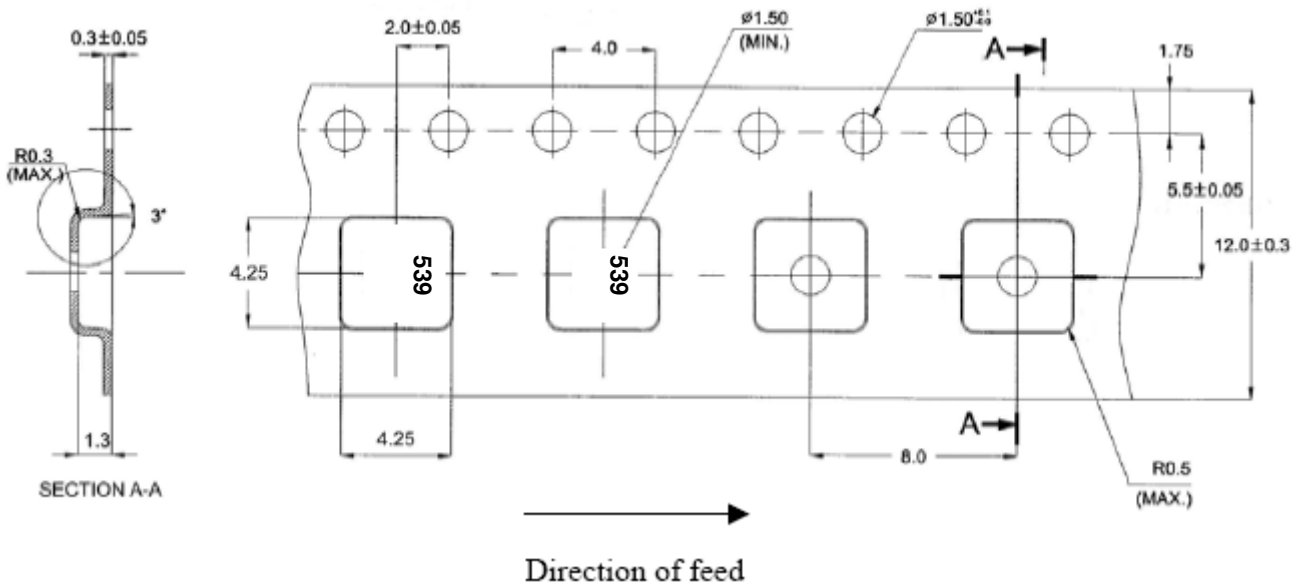 0.3±0.05
2.0±0.05
4.0
ø1.50
(MIN.)
A
1.75
R0.3
(MAX.)
3°
4.25
539
539
5.5±0.05
12.0±0.3
1.3
4.25
A
8.0
R0.5
(MAX.)
SECTION A-A
Direction of feed